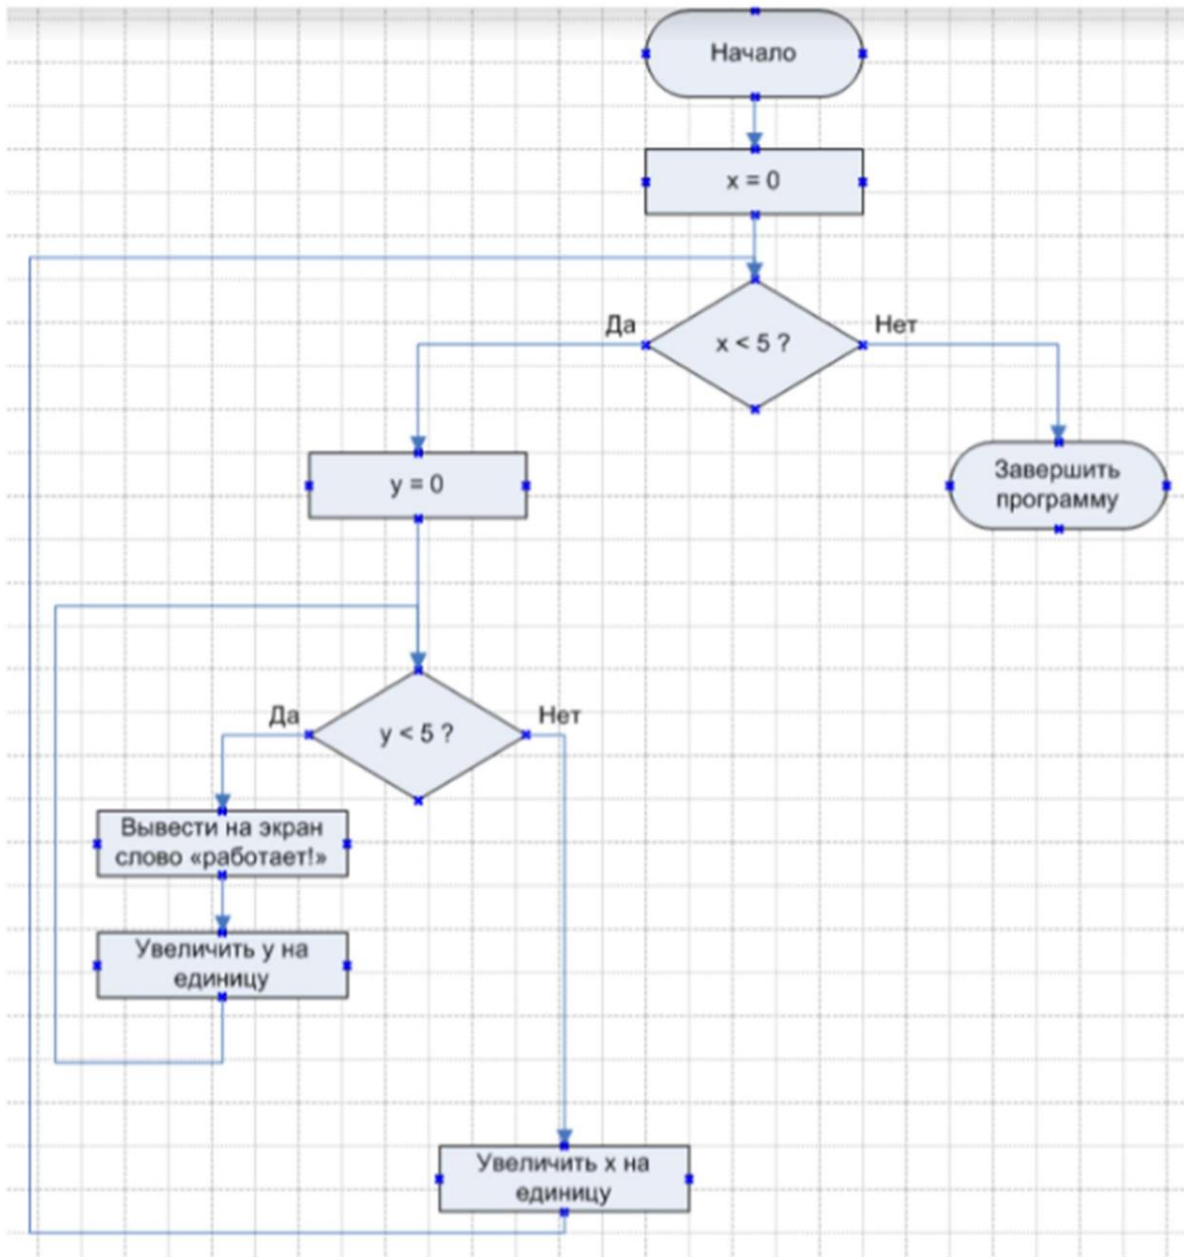 Начало
x = 0
x < 5 ?
Да
Нет
y = 0
Завершить
программу
y < 5 ?
Да
Нет
Вывести на экран
слово «работает!»
Увеличить y на
единицу
Увеличить x на
единицу